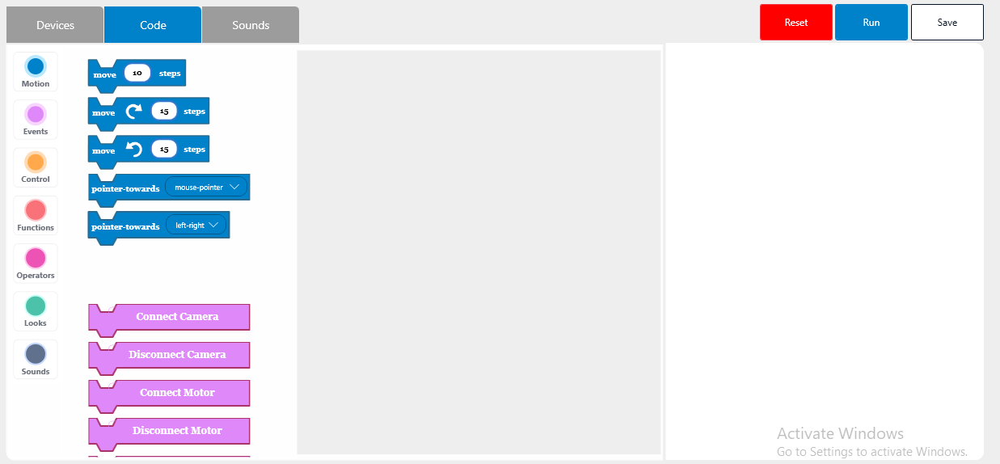 Devices
Code
Sounds
Reset
Run
Save
Motion
Events
Control
Functions
Operators
Looks
Sounds
move 10 steps
move 15 steps
move 15 steps
pointer-towards mouse-pointer
pointer-towards left-right
Connect Camera
Disconnect Camera
Connect Motor
Disconnect Motor
Activate Windows
Go to Settings to activate Windows.